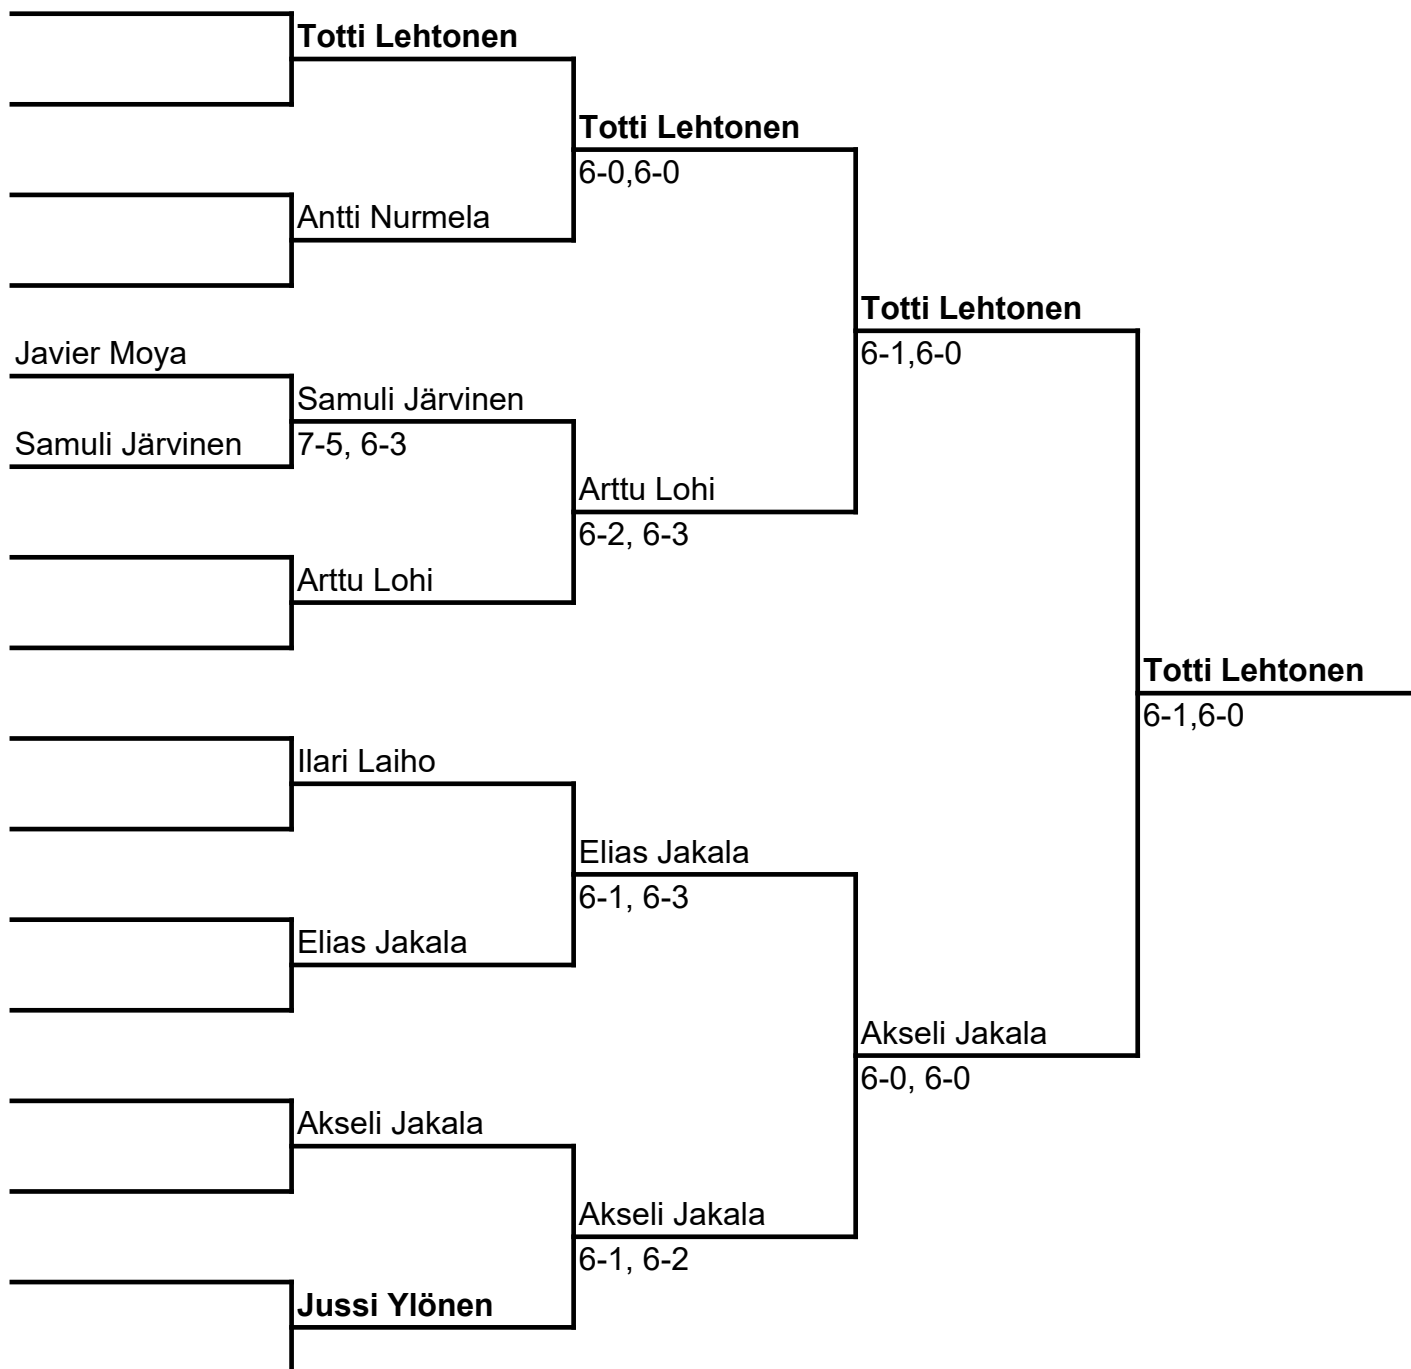 Totti Lehtonen
Totti Lehtonen
6-0,6-0
Antti Nurmela
Totti Lehtonen
6-1,6-0
Javier Moya
Samuli Järvinen
Samuli Järvinen
7-5, 6-3
Arttu Lohi
6-2, 6-3
Arttu Lohi
Totti Lehtonen
6-1,6-0
Ilari Laiho
Elias Jakala
6-1, 6-3
Elias Jakala
Akseli Jakala
6-0, 6-0
Akseli Jakala
Akseli Jakala
6-1, 6-2
Jussi Ylönen